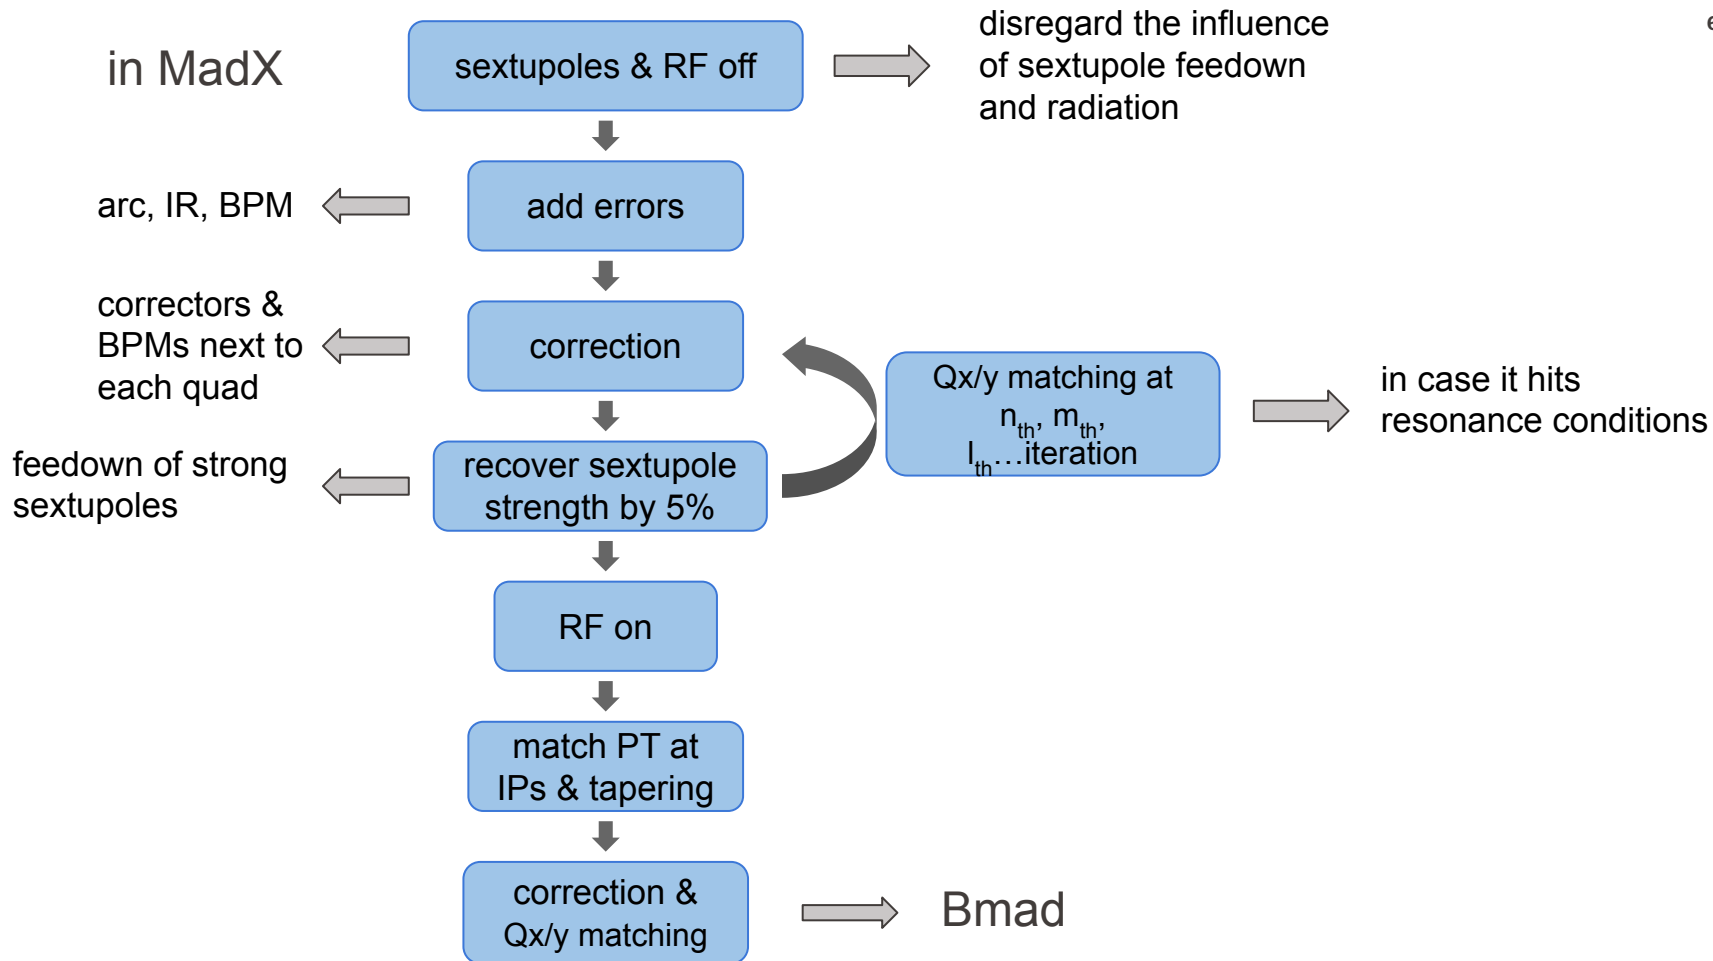 in MadX
sextupoles & RF off
disregard the influence
of sextupole feedown
and radiation
e
arc, IR, BPM
add errors
correctors &
BPMs next to
each quad
correction
Qx/y matching at
nth, mth,
lth...iteration
in case it hits
resonance conditions
feedown of strong
sextupoles
recover sextupole
strength by 5%
RF on
match PT at
IPs & tapering
correction &
Qx/y matching
Bmad